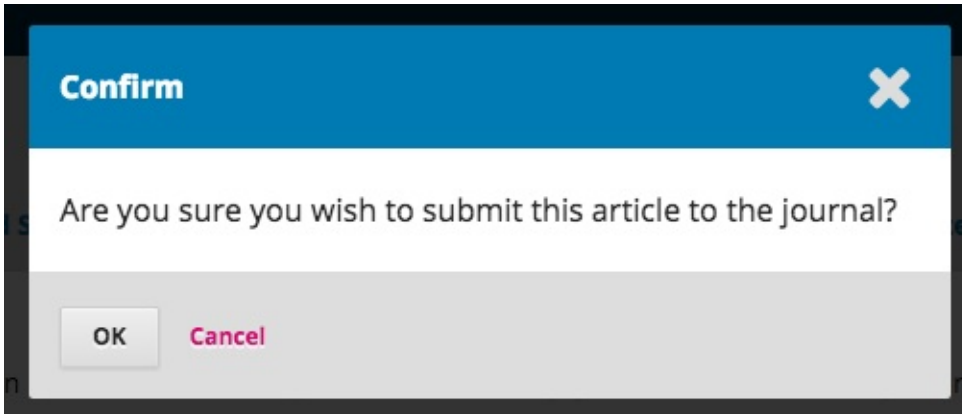 Confirm
Are you sure you wish to submit this article to the journal?
OK Cancel